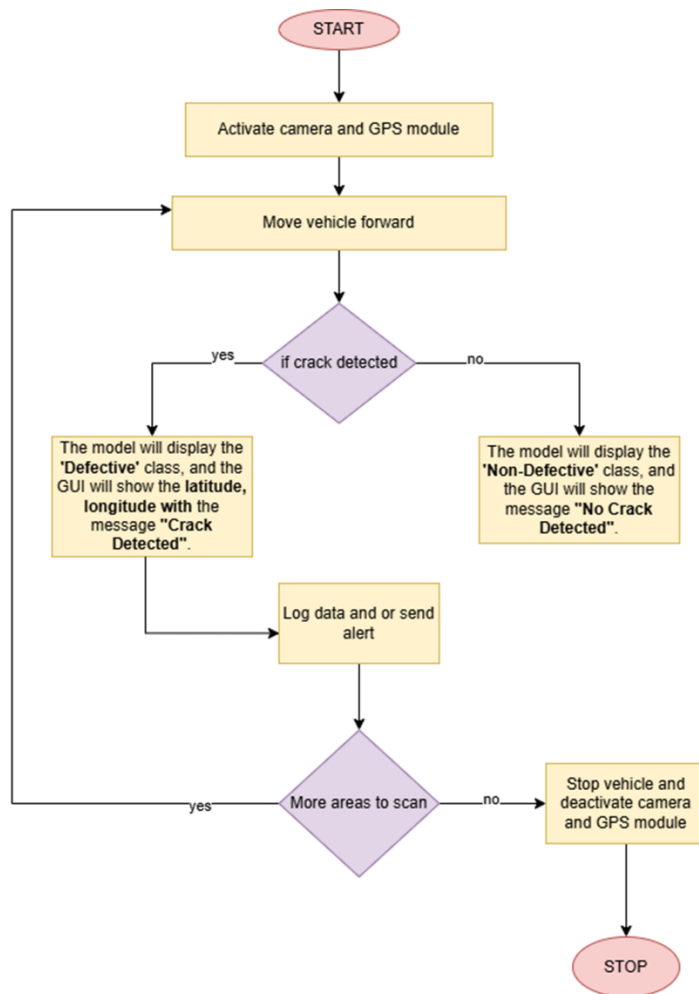 START
Activate camera and GPS module
Move vehicle forward
yes
if crack detected
no
The model will display the
'Defective' class, and the
GUI will show the latitude,
longitude with the
message "Crack
Detected".
The model will display the
'Non-Defective' class, and
the GUI will show the
message "No Crack
Detected".
Log data and or send
alert
yes
More areas to scan
no
Stop vehicle and
deactivate camera
and GPS module
STOP